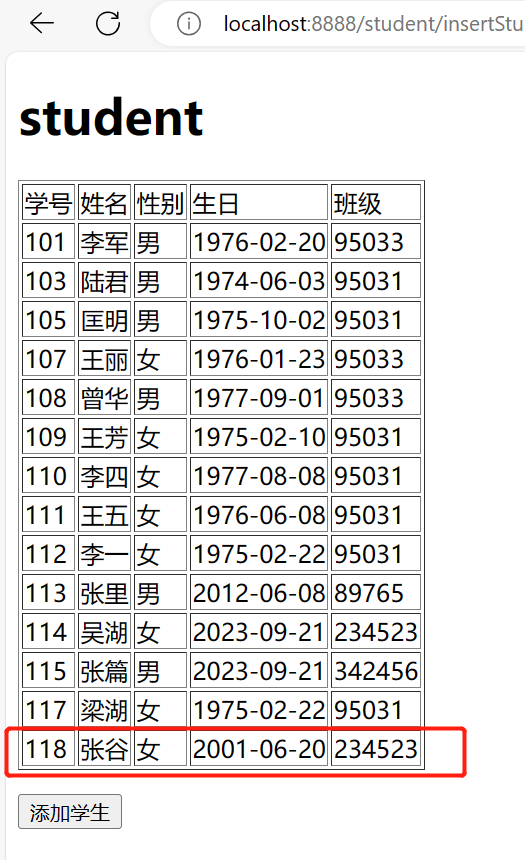 localhost:8888/student/insertStu
student
学号 姓名 性别 生日 班级
101 李军 男 1976-02-20 95033
103 陆君 男 1974-06-03 95031
105 匡明 男 1975-10-02 95031
107 王丽 女 1976-01-23 95033
108 曾华 男 1977-09-01 95033
109 王芳 女 1975-02-10 95031
110 李四 女 1977-08-08 95031
111 王五 女 1976-06-08 95031
112 李一 女 1975-02-22 95031
113 张里 男 2012-06-08 89765
114 吴湖 女 2023-09-21 234523
115 张篇 男 2023-09-21 342456
117 梁湖 女 1975-02-22 95031
118 张谷 女 2001-06-20 234523
添加学生